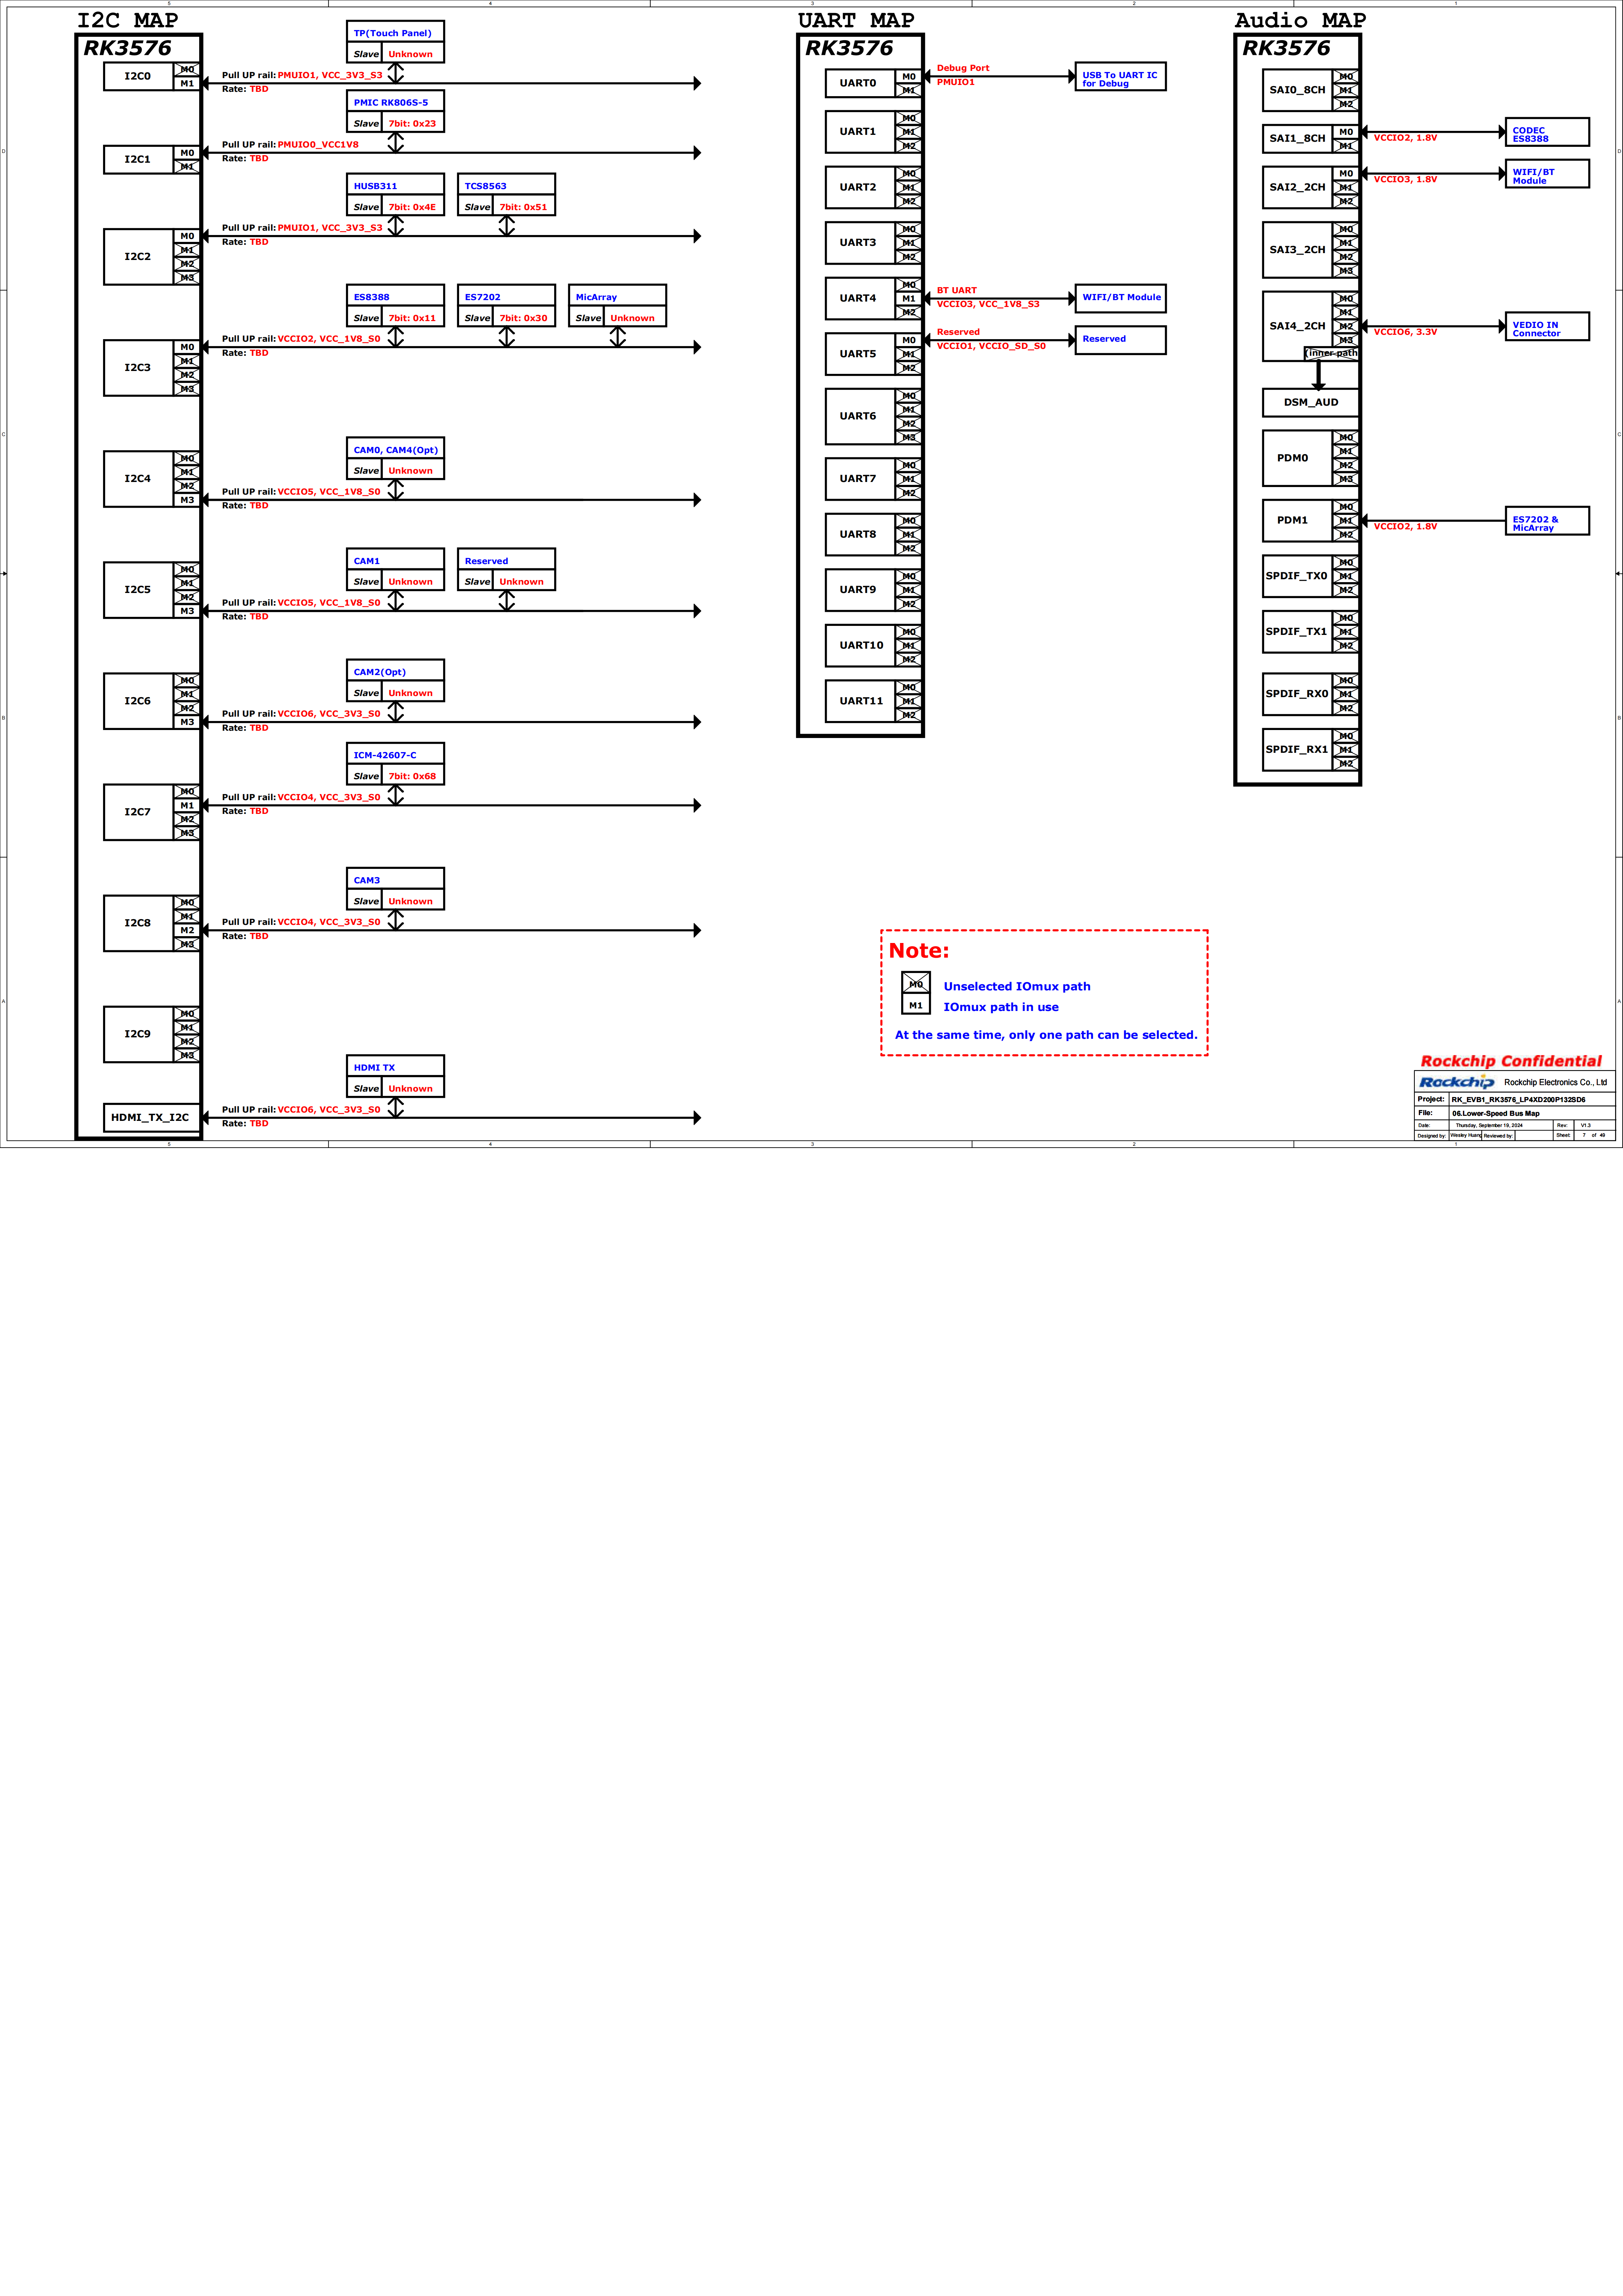 5
4
3
2
1
I2C MAP
RK3576
I2C0
M0
M1
TP(Touch Panel)
Slave Unknown
Pull UP rail: PMUIO1, VCC_3V3_S3
Rate: TBD
I2C1
M0
M1
PMIC RK806S-5
Slave 7bit: 0x23
Pull UP rail: PMUIO0_VCC1V8
Rate: TBD
I2C2
M0
M1
M2
M3
HUSB311
Slave 7bit: 0x4E
TCS8563
Slave 7bit: 0x51
Pull UP rail: PMUIO1, VCC_3V3_S3
Rate: TBD
I2C3
M0
M1
M2
M3
ES8388
Slave 7bit: 0x11
ES7202
Slave 7bit: 0x30
MicArray
Slave Unknown
Pull UP rail: VCCIO2, VCC_1V8_S0
Rate: TBD
I2C4
M0
M1
M2
M3
CAM0, CAM4(Opt)
Slave Unknown
Pull UP rail: VCCIO5, VCC_1V8_S0
Rate: TBD
I2C5
M0
M1
M2
M3
CAM1
Slave Unknown
Reserved
Slave Unknown
Pull UP rail: VCCIO5, VCC_1V8_S0
Rate: TBD
I2C6
M0
M1
M2
M3
CAM2(Opt)
Slave Unknown
Pull UP rail: VCCIO6, VCC_3V3_S0
Rate: TBD
I2C7
M0
M1
M2
M3
ICM-42607-C
Slave 7bit: 0x68
Pull UP rail: VCCIO4, VCC_3V3_S0
Rate: TBD
I2C8
M0
M1
M2
M3
CAM3
Slave Unknown
Pull UP rail: VCCIO4, VCC_3V3_S0
Rate: TBD
I2C9
M0
M1
M2
M3
HDMI_TX_I2C
HDMI TX
Slave Unknown
Pull UP rail: VCCIO6, VCC_3V3_S0
Rate: TBD
UART MAP
RK3576
UART0
M0
M1
Debug Port
PMUIO1
USB To UART IC
for Debug
UART1
M0
M1
M2
UART2
M0
M1
M2
UART3
M0
M1
M2
UART4
M0
M1
M2
BT UART
VCCIO3, VCC_1V8_S3
WIFI/BT Module
UART5
M0
M1
M2
Reserved
VCCIO1, VCCIO_SD_S0
Reserved
UART6
M0
M1
M2
M3
UART7
M0
M1
M2
UART8
M0
M1
M2
UART9
M0
M1
M2
UART10
M0
M1
M2
UART11
M0
M1
M2
Audio MAP
RK3576
SAI0_8CH
M0
M1
M2
SAI1_8CH
M0
M1
VCCIO2, 1.8V
CODEC
ES8388
SAI2_2CH
M0
M1
M2
VCCIO3, 1.8V
WIFI/BT
Module
SAI3_2CH
M0
M1
M2
M3
SAI4_2CH
M0
M1
M2
M3
(inner path
VCCIO6, 3.3V
VEDIO IN
Connector
DSM_AUD
PDM0
M0
M1
M2
M3
PDM1
M0
M1
M2
VCCIO2, 1.8V
ES7202 &
MicArray
SPDIF_TX0
M0
M1
M2
SPDIF_TX1
M0
M1
M2
SPDIF_RX0
M0
M1
M2
SPDIF_RX1
M0
M1
M2
Note:
M0 Unselected IOmux path
M1 IOmux path in use
At the same time, only one path can be selected.
Rockchip Confidential
Rockchip Rockchip Electronics Co., Ltd
Project: RK_EVB1_RK3576_LP4XD200P132SD6
File: 06.Lower-Speed Bus Map
Date: Thursday, September 19, 2024 Rev: V1.3
Designed by: Wesley Huang Reviewed by: Sheet: 7 of 49
D
C
B
A
D
C
B
A
5
4
3
2
1